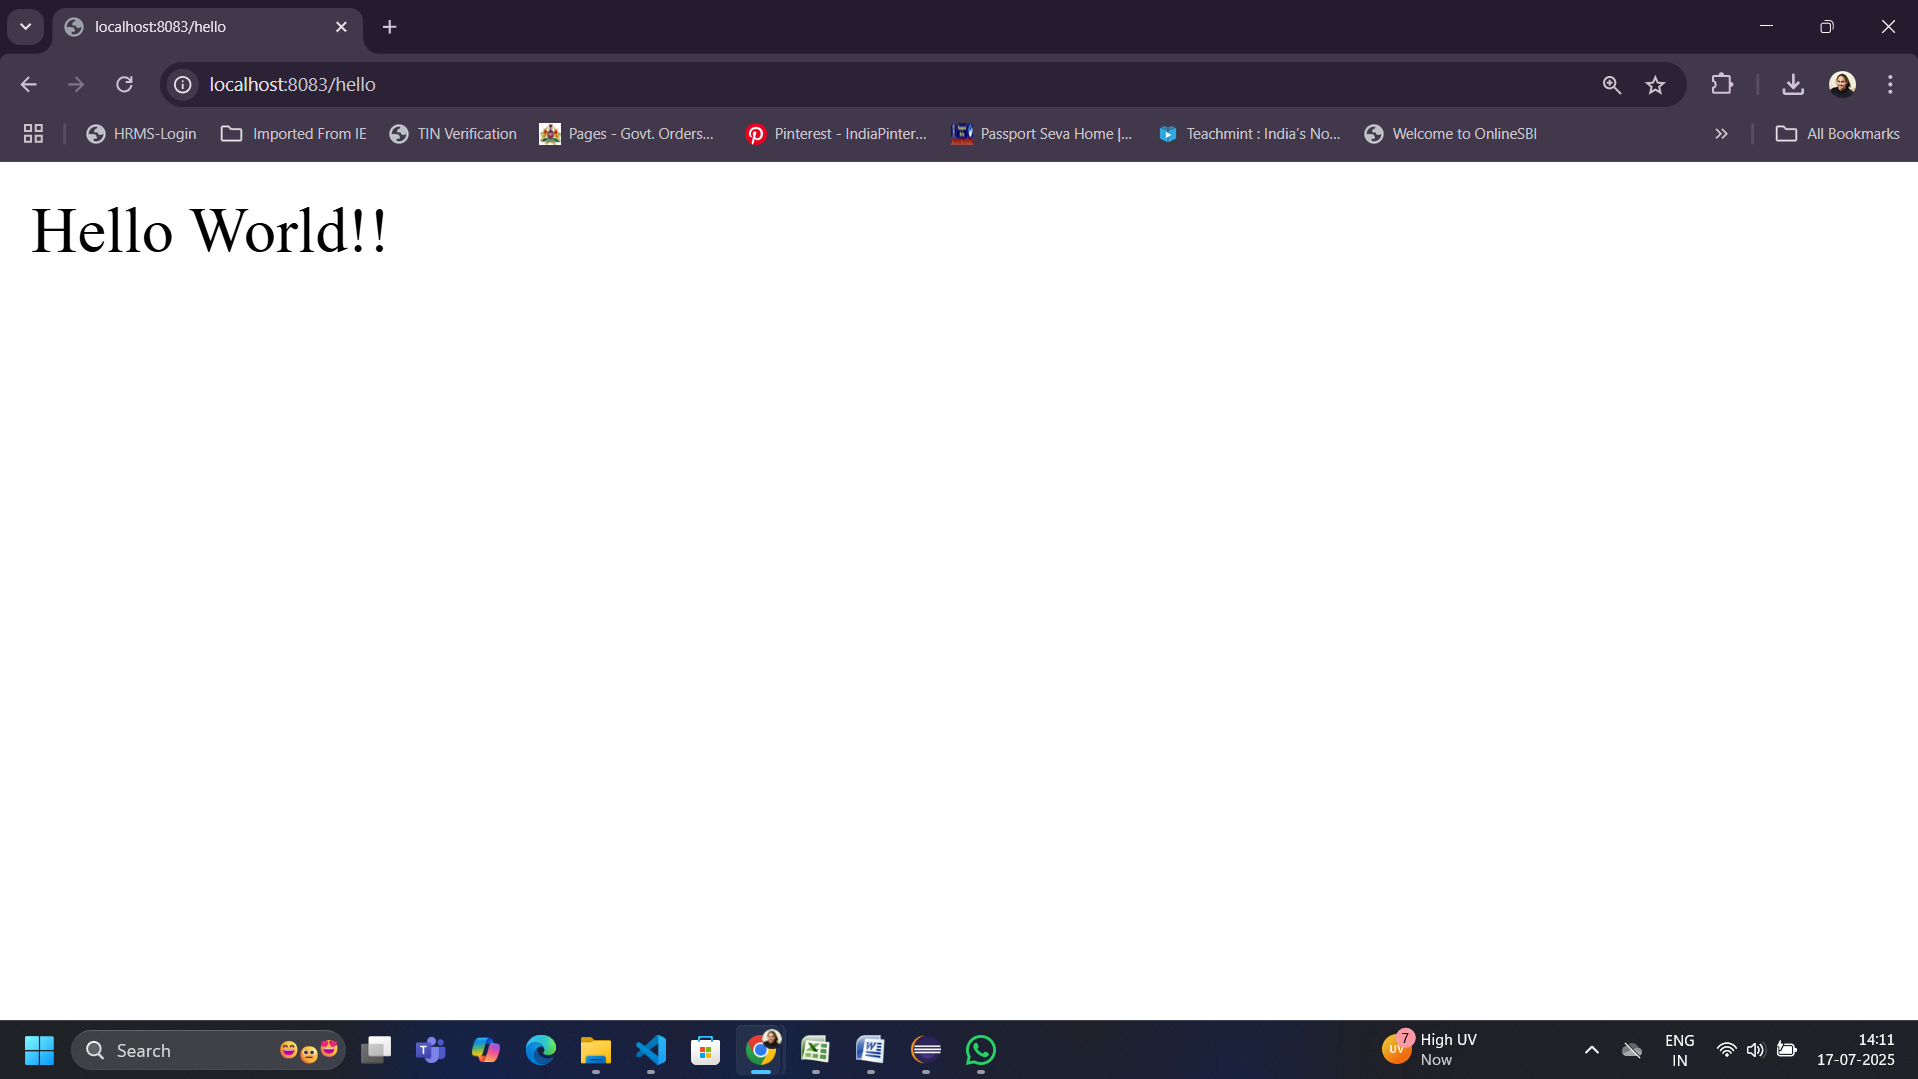 localhost:8083/hello
localhost:8083/hello
HRMS-Login
Imported From IE
TIN Verification
Pages - Govt. Orders...
Pinterest - IndiaPinter...
Passport Seva Home |...
Teachmint : India's No...
Welcome to OnlineSBI
All Bookmarks
Hello World!!
Search
UV
7
High UV
Now
ENG
IN
14:11
17-07-2025